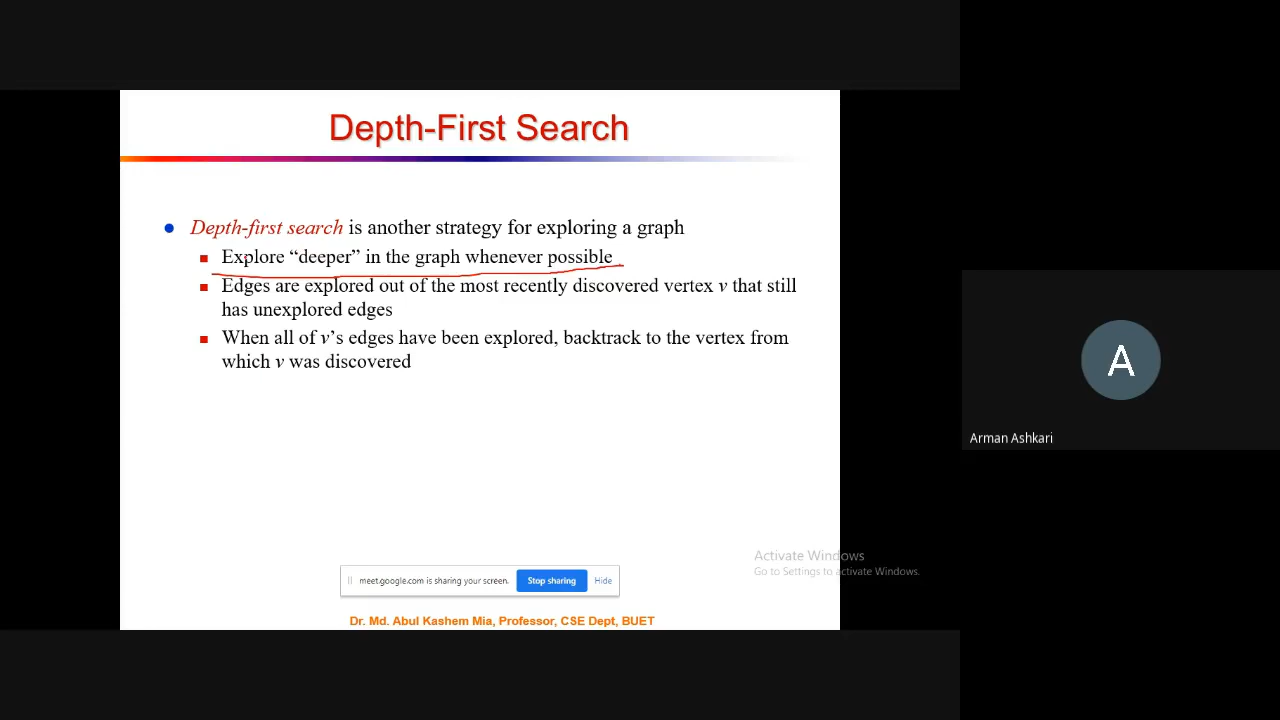 Depth-First Search
Depth-first search is another strategy for exploring a graph
Explore “deeper” in the graph whenever possible
Edges are explored out of the most recently discovered vertex v that still
has unexplored edges
When all of v’s edges have been explored, backtrack to the vertex from
which v was discovered
A
Arman Ashkari
Activate Windows
Go to Settings to activate Windows.
meet.google.com is sharing your screen. Stop sharing Hide
Dr. Md. Abul Kashem Mia, Professor, CSE Dept, BUET